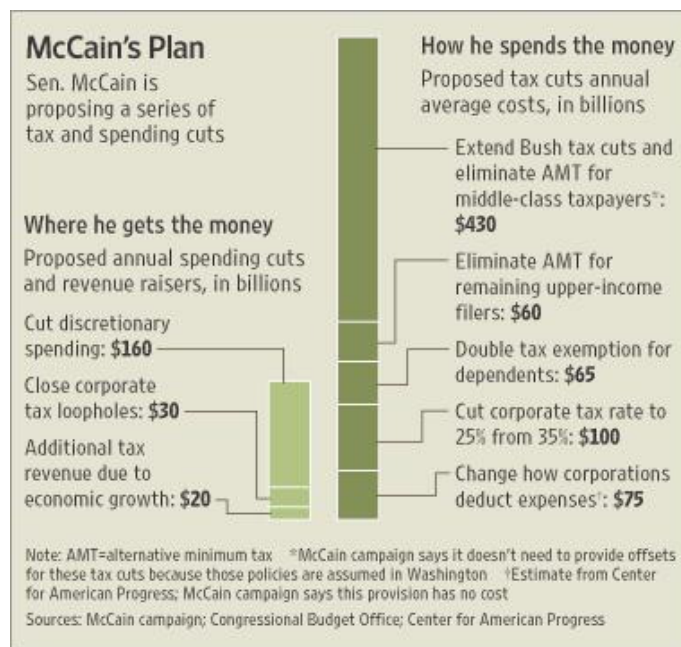 McCain's Plan
Sen. McCain is
proposing a series of
tax and spending cuts
Where he gets the money
Proposed annual spending cuts
and revenue raisers, in billions
Cut discretionary
spending: $160
Close corporate
tax loopholes: $30
Additional tax
revenue due to
economic growth: $20
How he spends the money
Proposed tax cuts annual
average costs, in billions
Extend Bush tax cuts and
eliminate AMT for
middle-class taxpayers*:
$430
Eliminate AMT for
remaining upper-income
filers: $60
Double tax exemption for
dependents: $65
Cut corporate tax rate to
25% from 35%: $100
Change how corporations
deduct expenses†: $75
Note: AMT=alternative minimum tax *McCain campaign says it doesn't need to provide offsets
for these tax cuts because those policies are assumed in Washington †Estimate from Center
for American Progress; McCain campaign says this provision has no cost
Sources: McCain campaign; Congressional Budget Office; Center for American Progress